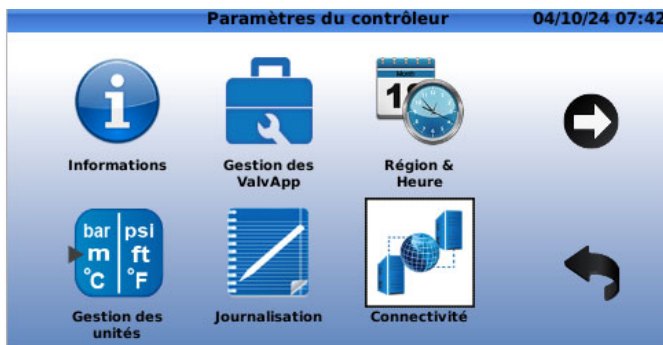 Paramètres du contrôleur 04/10/24 07:42
Month
Informations
Gestion des
ValvApp
Région &
Heure
bar psi
m ft
°C °F
Gestion des
unités
Journalisation
Connectivité